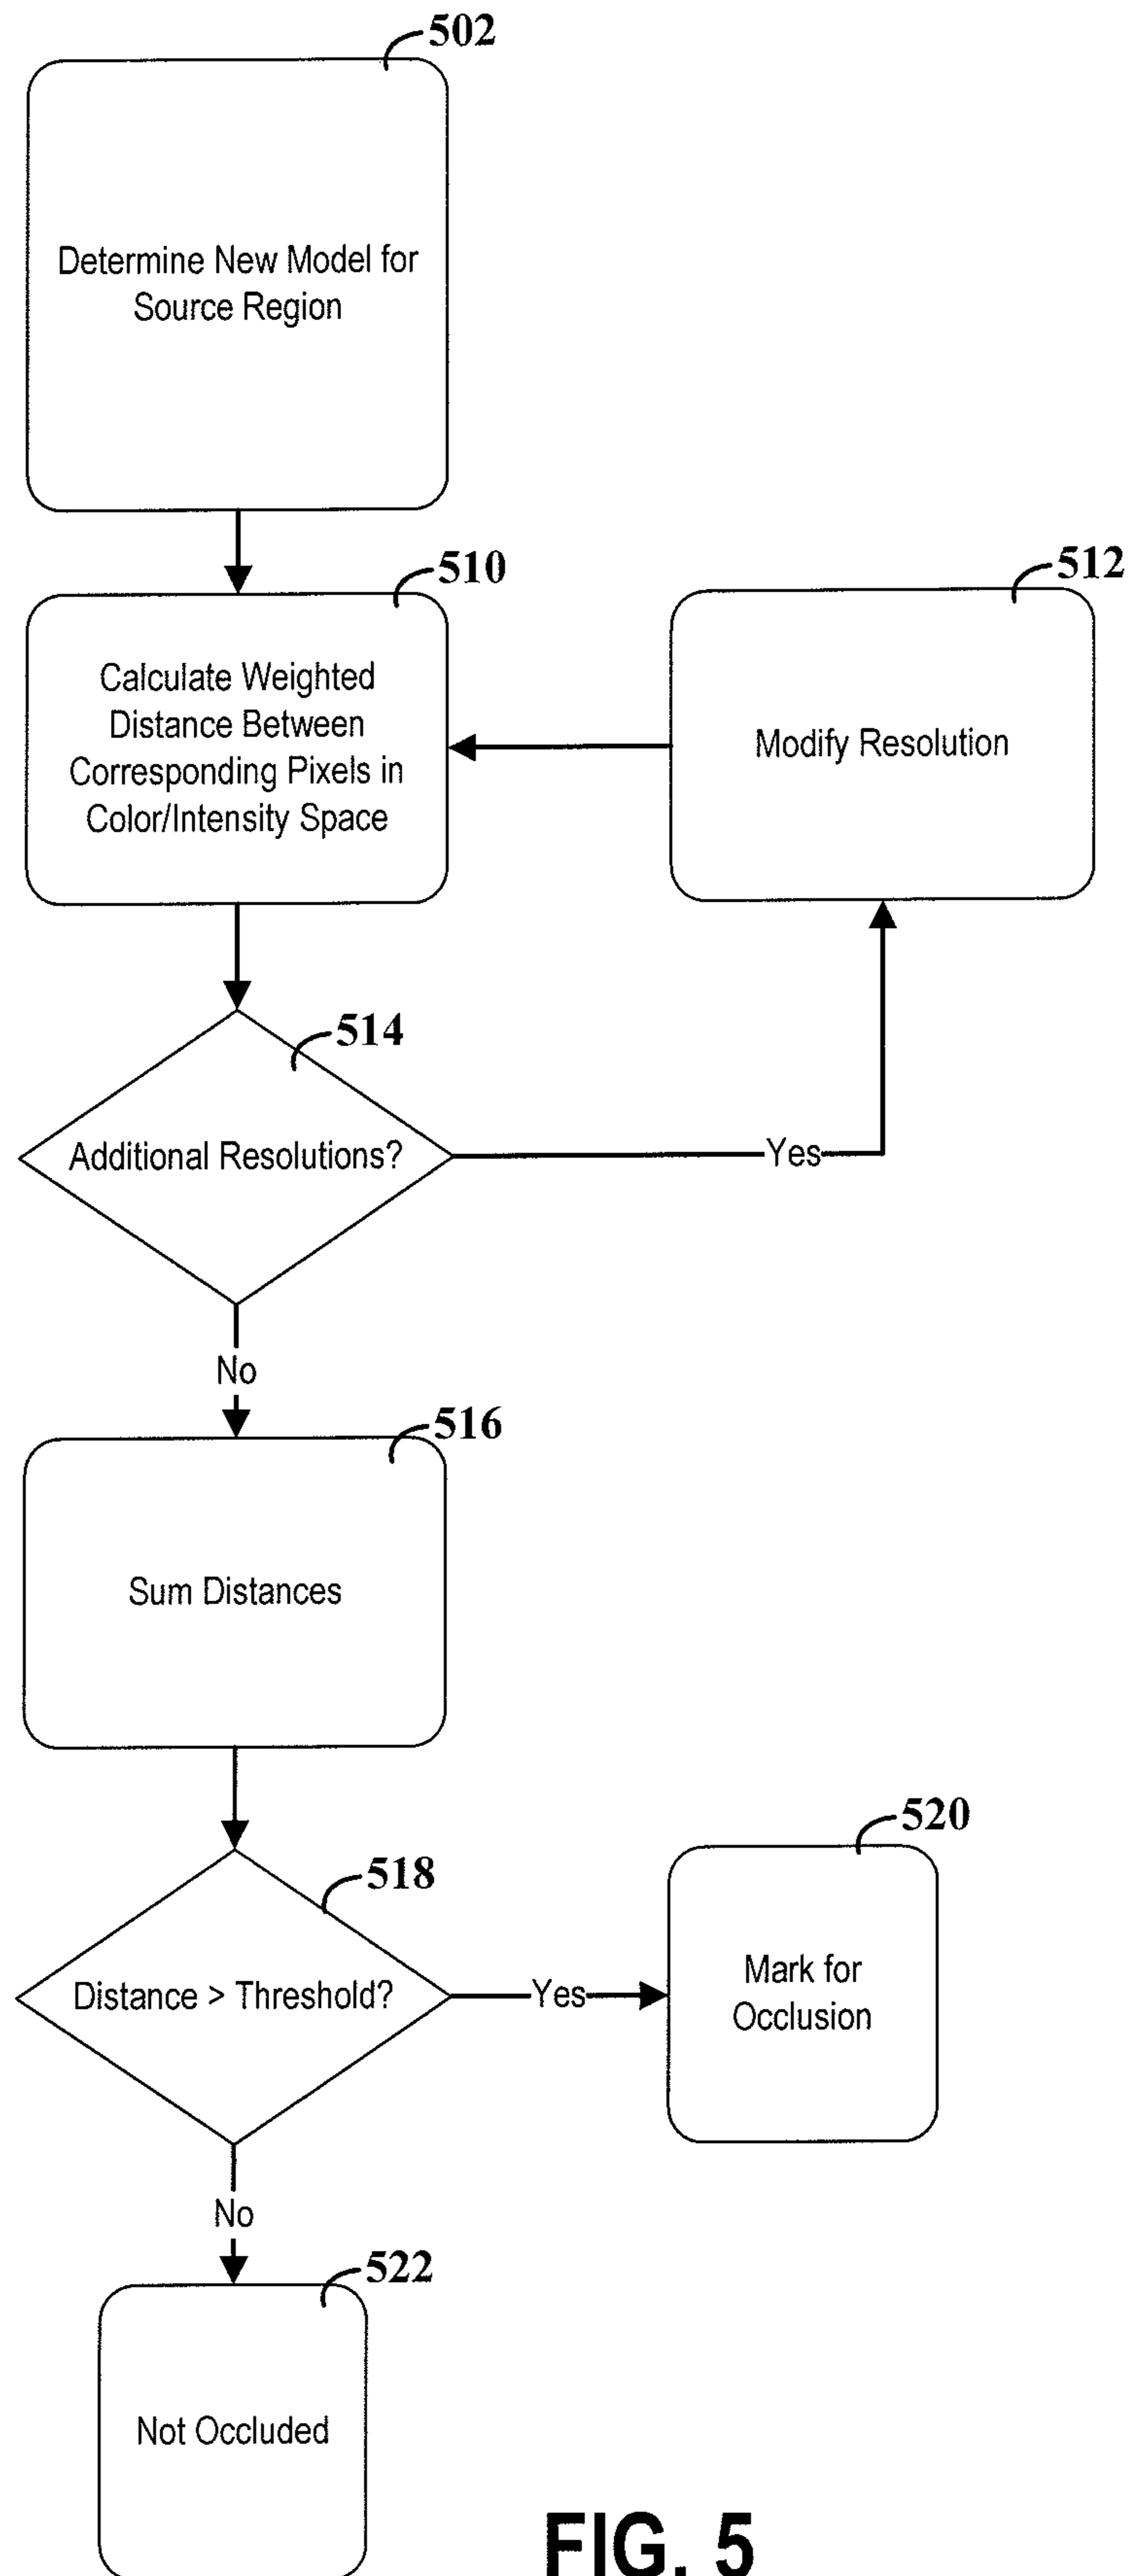 502
Determine New Model for
Source Region
510
Calculate Weighted
Distance Between
Corresponding Pixels in
Color/Intensity Space
512
Modify Resolution
514
Additional Resolutions?
Yes
No
516
Sum Distances
518
Distance > Threshold?
Yes
520
Mark for
Occlusion
No
522
Not Occluded
FIG. 5